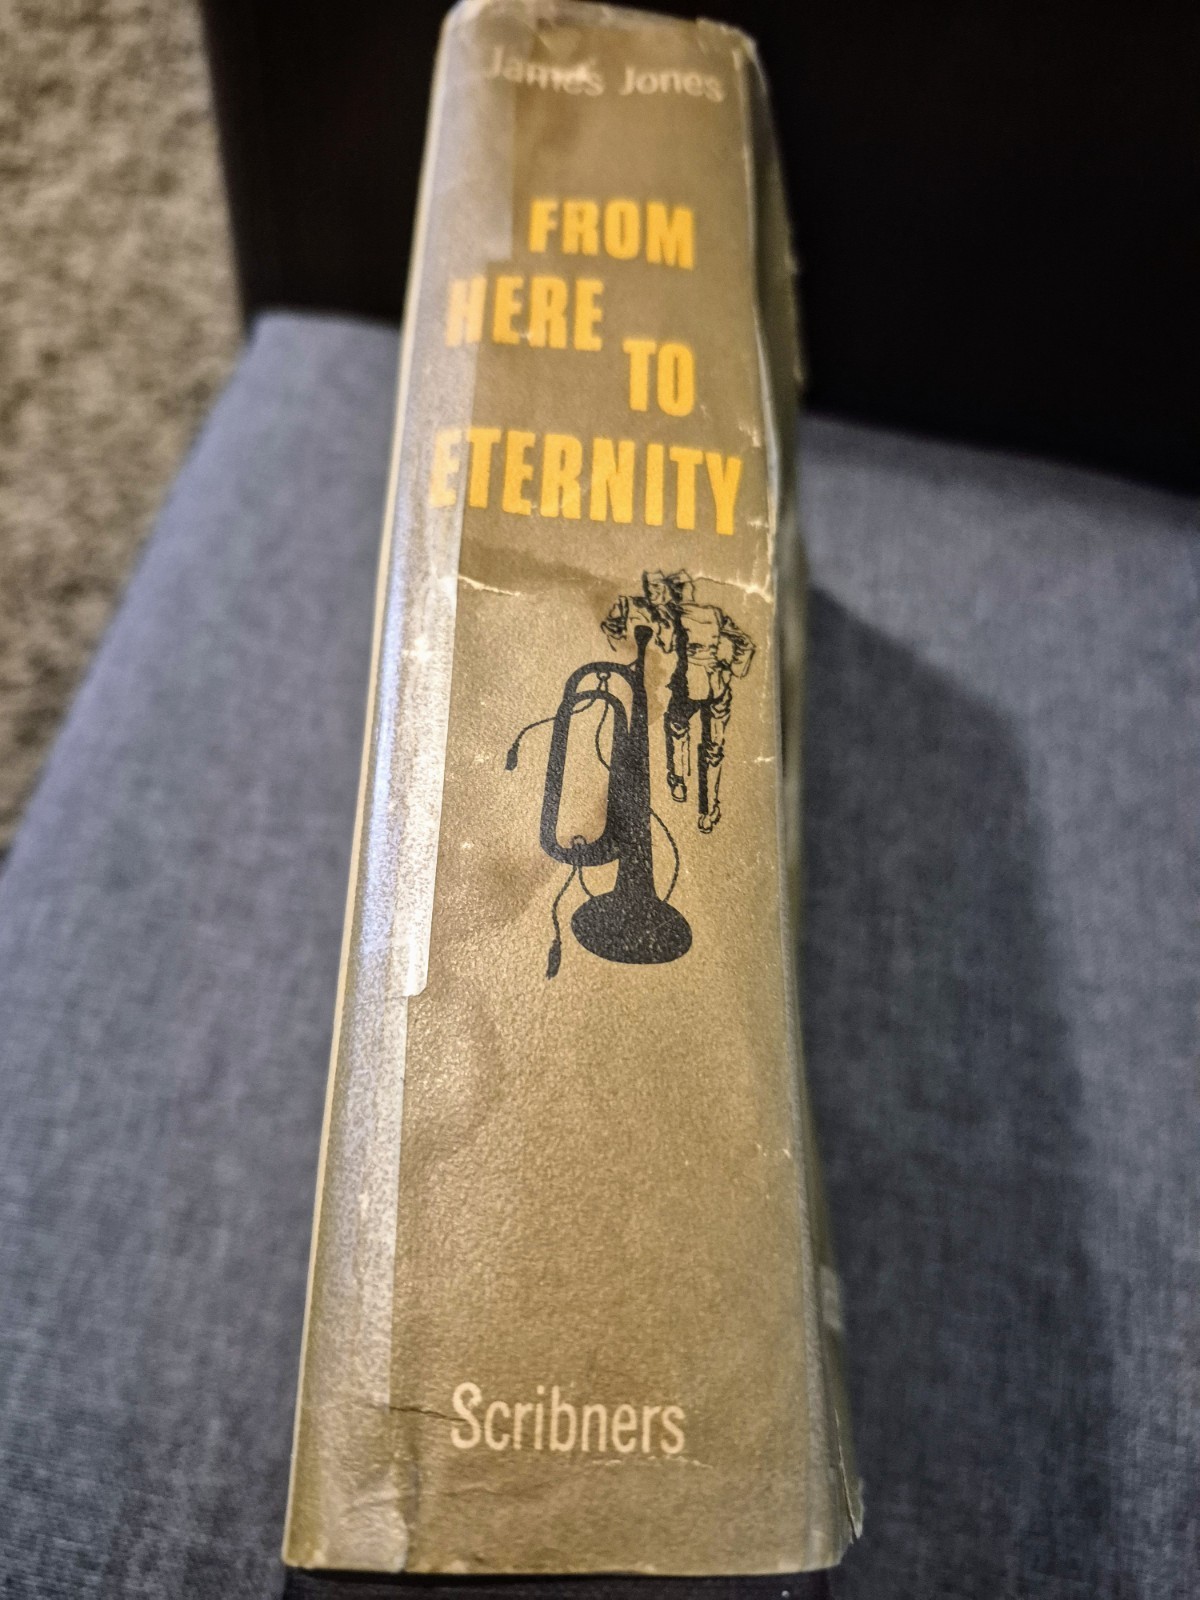 James Jones
FROM
HERE
TO
ETERNITY
Scribners